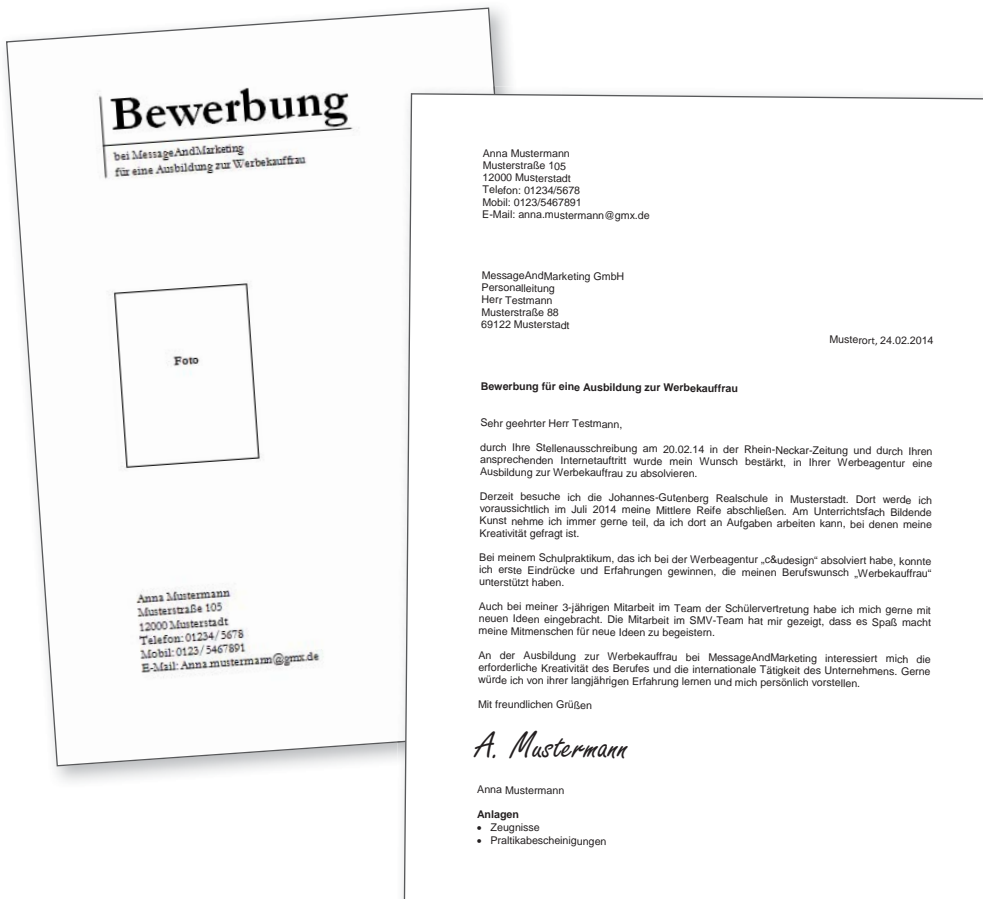 Bewerbung
bei MessageAndMarketing
für eine Ausbildung zur Werbekauffrau
Foto
Anna Mustermann
Musterstraße 105
12000 Musterstadt
Telefon: 01234/5678
Mobil: 0123/5467891
E-Mail: Anna.mustermann@gmx.de
Anna Mustermann
Musterstraße 105
12000 Musterstadt
Telefon: 01234/5678
Mobil: 0123/5467891
E-Mail: anna.mustermann@gmx.de
MessageAndMarketing GmbH
Personalleitung
Herr Testmann
Musterstraße 88
69122 Musterstadt
Musterort, 24.02.2014
Bewerbung für eine Ausbildung zur Werbekauffrau
Sehr geehrter Herr Testmann,
durch Ihre Stellenausschreibung am 20.02.14 in der Rhein-Neckar-Zeitung und durch Ihren
ansprechenden Internetauftritt wurde mein Wunsch bestärkt, in Ihrer Werbeagentur eine
Ausbildung zur Werbekauffrau zu absolvieren.
Derzeit besuche ich die Johannes-Gutenberg Realschule in Musterstadt. Dort werde ich
voraussichtlich im Juli 2014 meine Mittlere Reife abschließen. Am Unterrichtsfach Bildende
Kunst nehme ich immer gerne teil, da ich dort an Aufgaben arbeiten kann, bei denen meine
Kreativität gefragt ist.
Bei meinem Schulpraktikum, das ich bei der Werbeagentur „c&udesign“ absolviert habe, konnte
ich erste Eindrücke und Erfahrungen gewinnen, die meinen Berufswunsch „Werbekauffrau“
unterstützt haben.
Auch bei meiner 3-jährigen Mitarbeit im Team der Schülervertretung habe ich mich gerne mit
neuen Ideen eingebracht. Die Mitarbeit im SMV-Team hat mir gezeigt, dass es Spaß macht
meine Mitmenschen für neue Ideen zu begeistern.
An der Ausbildung zur Werbekauffrau bei MessageAndMarketing interessiert mich die
erforderliche Kreativität des Berufes und die internationale Tätigkeit des Unternehmens. Gerne
würde ich von ihrer langjährigen Erfahrung lernen und mich persönlich vorstellen.
Mit freundlichen Grüßen
A. Mustermann
Anna Mustermann
Anlagen
• Zeugnisse
• Praltikabescheinigungen